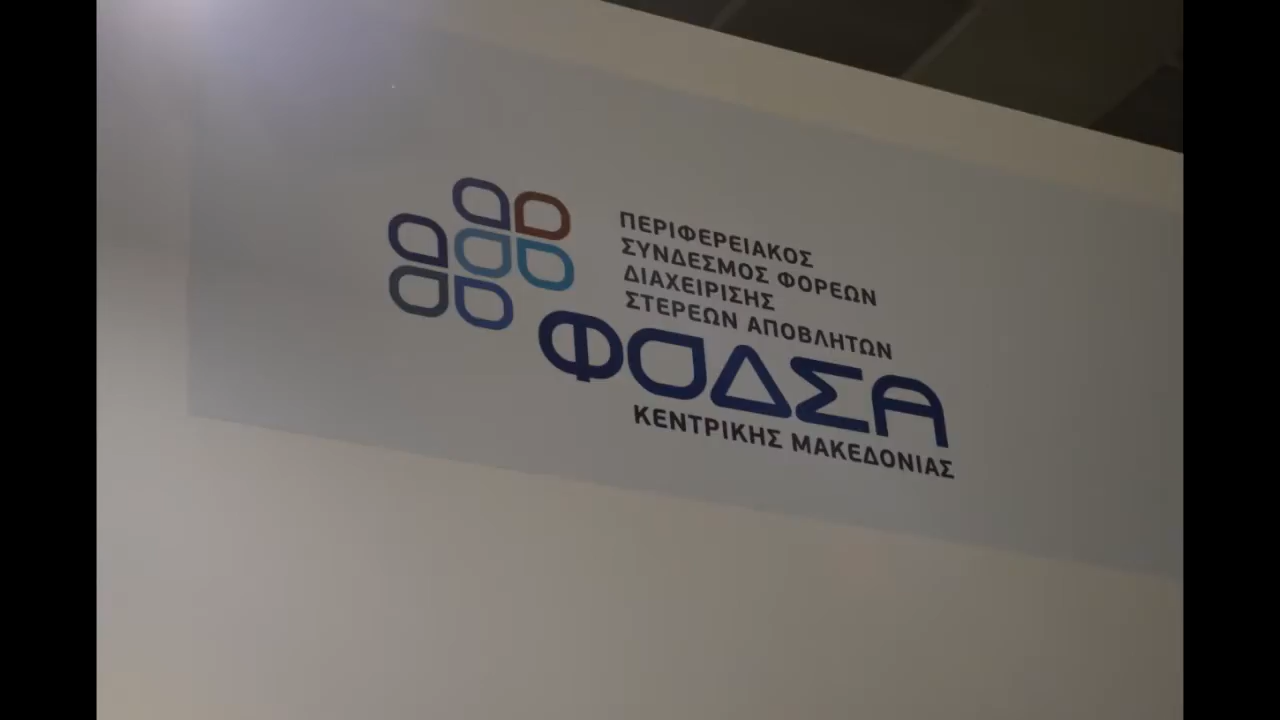 ΠΕΡΙΦΕΡΕΙΑΚΟΣ
ΣΥΝΔΕΣΜΟΣ ΦΟΡΕΩΝ
ΔΙΑΧΕΙΡΙΣΗΣ
ΣΤΕΡΕΩΝ ΑΠΟΒΛΗΤΩΝ
ΦΟΔΣΑ
ΚΕΝΤΡΙΚΗΣ ΜΑΚΕΔΟΝΙΑΣ